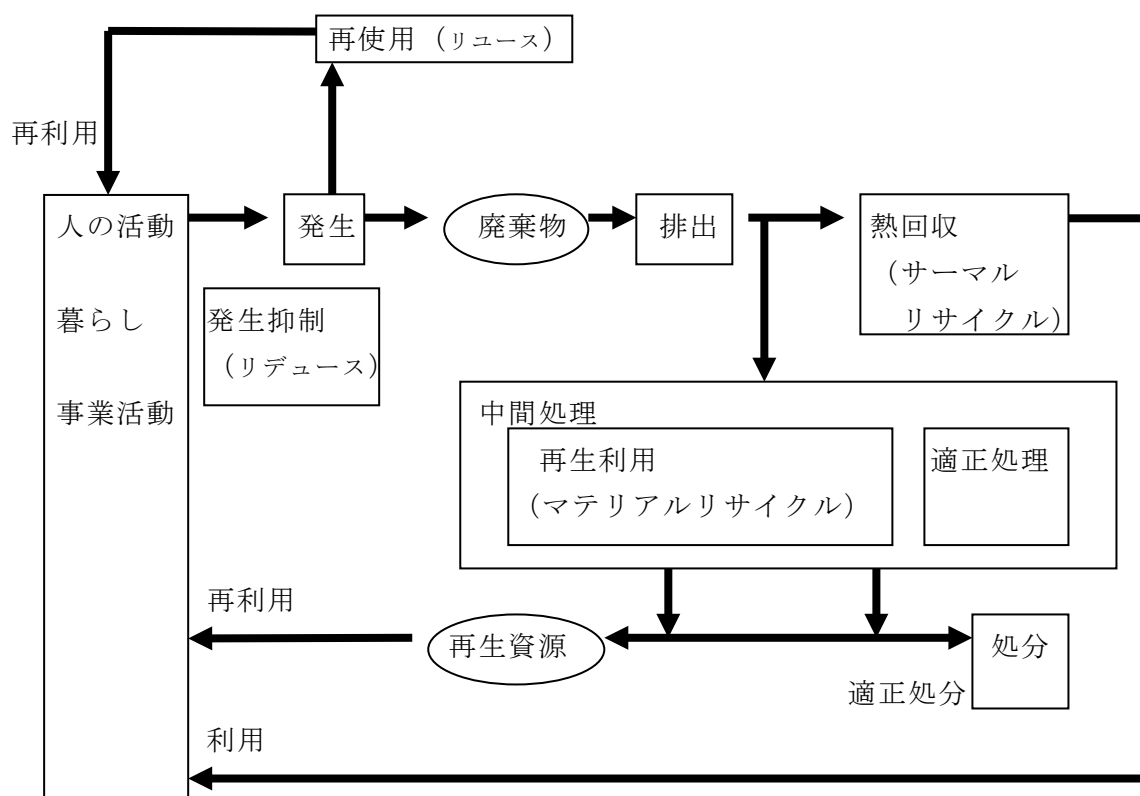 再使用（リユース）
再利用
人の活動
発生
廃棄物
排出
熱回収
（サーマル
リサイクル）
暮らし
発生抑制
（リデュース）
事業活動
中間処理
再生利用
（マテリアルリサイクル）
適正処理
再利用
再生資源
処分
適正処分
利用